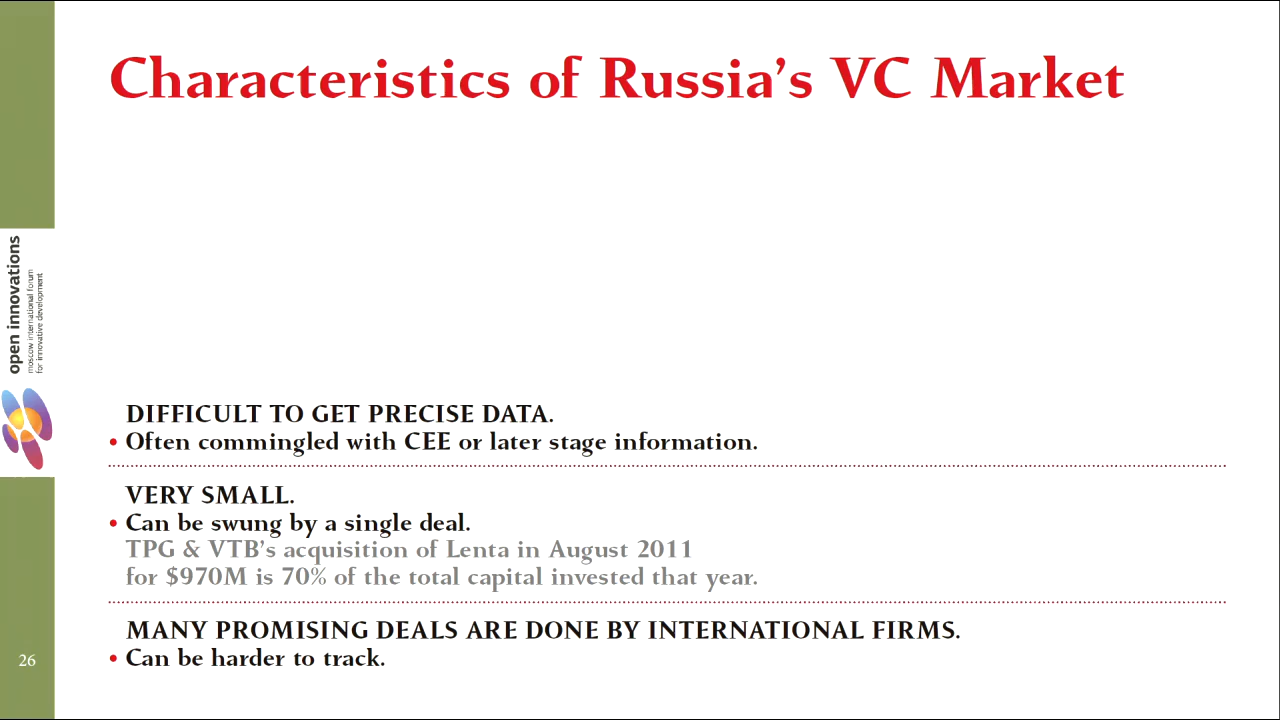 Characteristics of Russia's VC Market
open innovations
moscow international forum
for innovative development
DIFFICULT TO GET PRECISE DATA.
• Often commingled with CEE or later stage information.
VERY SMALL.
• Can be swung by a single deal.
TPG & VTB's acquisition of Lenta in August 2011
for $970M is 70% of the total capital invested that year.
MANY PROMISING DEALS ARE DONE BY INTERNATIONAL FIRMS.
• Can be harder to track.
26